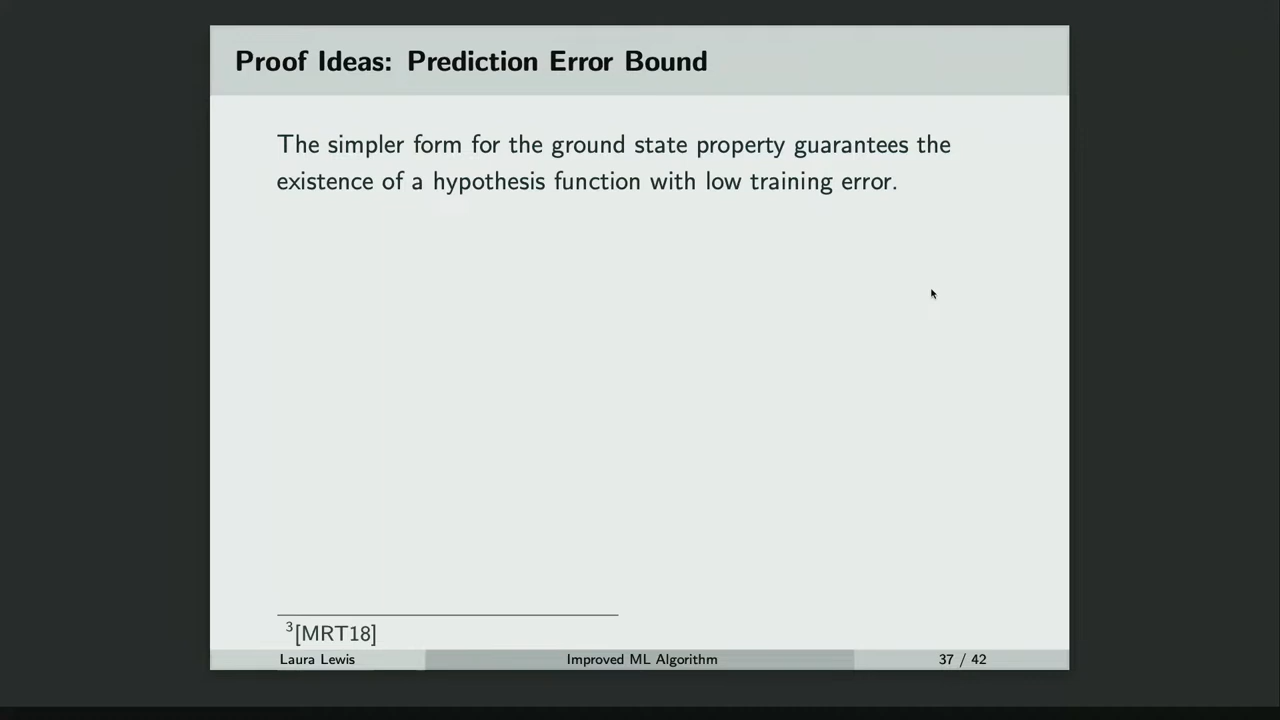 Proof Ideas: Prediction Error Bound
The simpler form for the ground state property guarantees the
existence of a hypothesis function with low training error.
3[MRT18]
Laura Lewis
Improved ML Algorithm
37 / 42